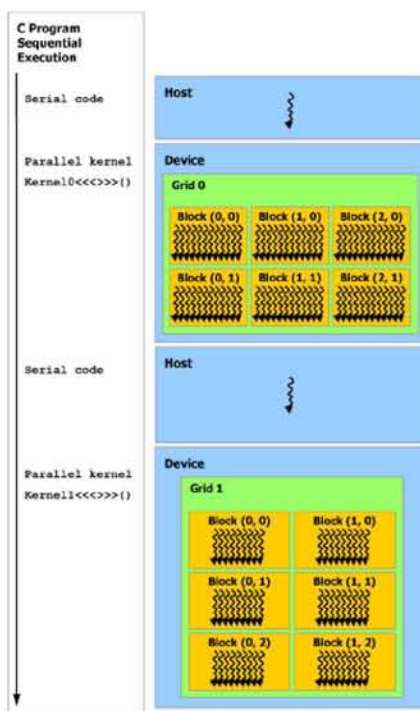 C Program
Sequential
Execution
Serial code
Host
Parallel kernel
Kernel0<<<>>>()
Device
Grid 0
Block (0, 0)
Block (1, 0)
Block (2, 0)
Block (0, 1)
Block (1, 1)
Block (2, 1)
Serial code
Host
Parallel kernel
Kernel1<<<>>>()
Device
Grid 1
Block (0, 0)
Block (1, 0)
Block (0, 1)
Block (1, 1)
Block (0, 2)
Block (1, 2)